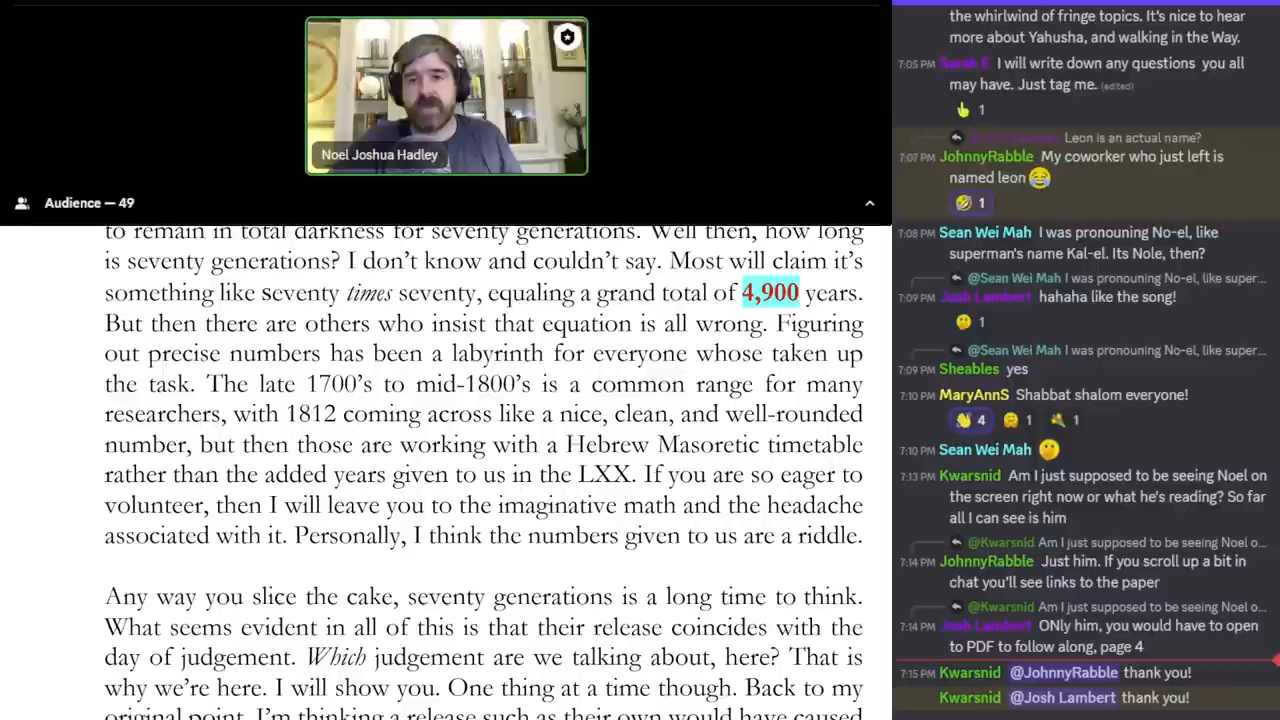 Noel Joshua Hadley
Audience — 49
to remain in total darkness for seventy generations. Well then, how long
is seventy generations? I don't know and couldn't say. Most will claim it's
something like seventy times seventy, equaling a grand total of 4,900 years.
But then there are others who insist that equation is all wrong. Figuring
out precise numbers has been a labyrinth for everyone whose taken up
the task. The late 1700's to mid-1800's is a common range for many
researchers, with 1812 coming across like a nice, clean, and well-rounded
number, but then those are working with a Hebrew Masoretic timetable
rather than the added years given to us in the LXX. If you are so eager to
volunteer, then I will leave you to the imaginative math and the headache
associated with it. Personally, I think the numbers given to us are a riddle.
Any way you slice the cake, seventy generations is a long time to think.
What seems evident in all of this is that their release coincides with the
day of judgement. Which judgement are we talking about, here? That is
why we're here. I will show you. One thing at a time though. Back to my
original point, I'm thinking a release such as their own would have caused
the whirlwind of fringe topics. It's nice to hear
more about Yahusha, and walking in the Way.
7:05 PM Sarah E I will write down any questions you all
may have. Just tag me. (edited)
1
Leon is an actual name?
7:07 PM JohnnyRabble My coworker who just left is
named leon
1
7:08 PM Sean Wei Mah I was pronouning No-el, like
superman's name Kal-el. Its Nole, then?
@Sean Wei Mah I was pronouning No-el, like super...
7:09 PM Josh Lambert hahaha like the song!
1
@Sean Wei Mah I was pronouning No-el, like super...
7:09 PM Sheables yes
7:10 PM MaryAnnS Shabbat shalom everyone!
4 1 1
7:10 PM Sean Wei Mah
7:13 PM Kwarsnid Am I just supposed to be seeing Noel on
the screen right now or what he's reading? So far
all I can see is him
@Kwarsnid Am I just supposed to be seeing Noel o...
7:14 PM JohnnyRabble Just him. If you scroll up a bit in
chat you'll see links to the paper
@Kwarsnid Am I just supposed to be seeing Noel o...
7:14 PM Josh Lambert ONly him, you would have to open
to PDF to follow along, page 4
7:15 PM Kwarsnid @JohnnyRabble thank you!
Kwarsnid @Josh Lambert thank you!